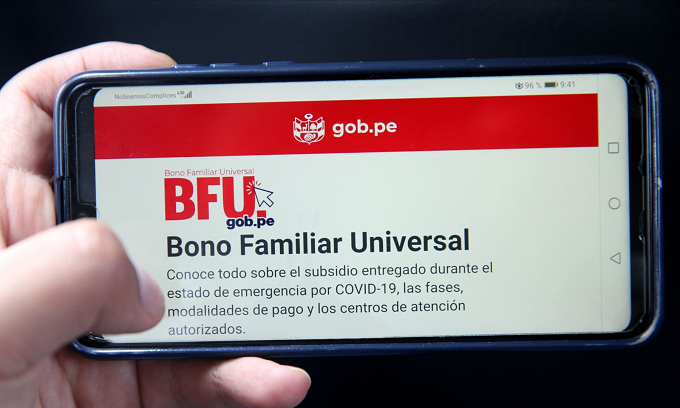 NoSeamosComplices 4.5G 96 % 9:41
gob.pe
Bono Familiar Universal
BFU.
gob.pe
Bono Familiar Universal
Conoce todo sobre el subsidio entregado durante el
estado de emergencia por COVID-19, las fases,
modalidades de pago y los centros de atención
autorizados.